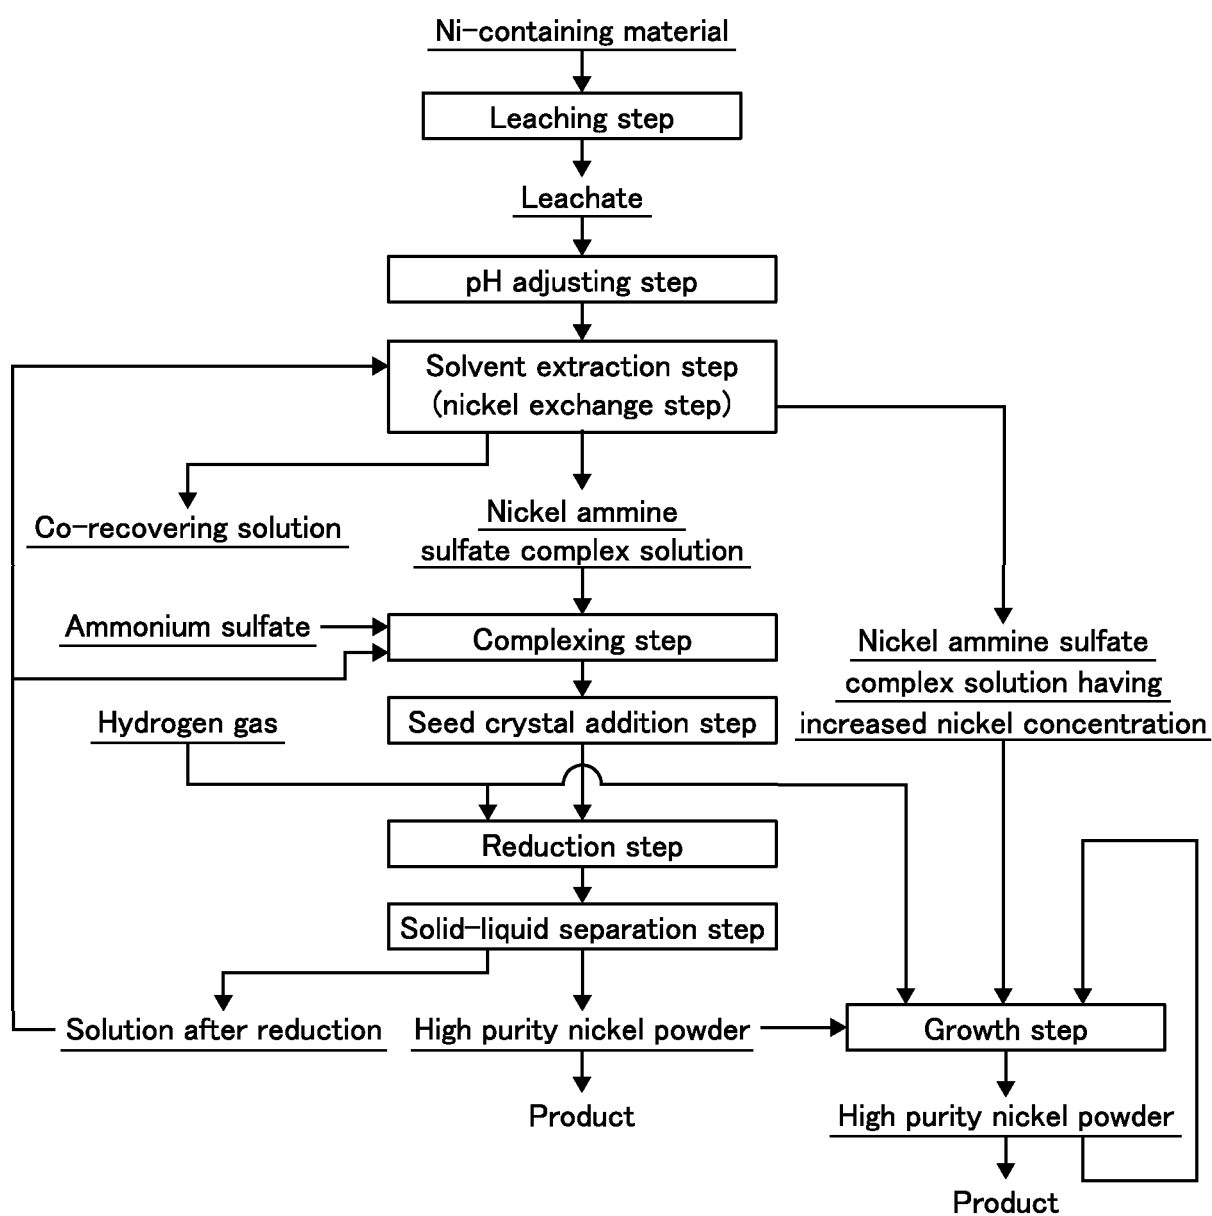 Ni-containing material
Leaching step
Leachate
pH adjusting step
Solvent extraction step
(nickel exchange step)
Co-recovering solution
Nickel ammine
sulfate complex solution
Ammonium sulfate
Complexing step
Nickel ammine sulfate
complex solution having
increased nickel concentration
Hydrogen gas
Seed crystal addition step
Reduction step
Solid-liquid separation step
Solution after reduction
High purity nickel powder
Growth step
Product
High purity nickel powder
Product